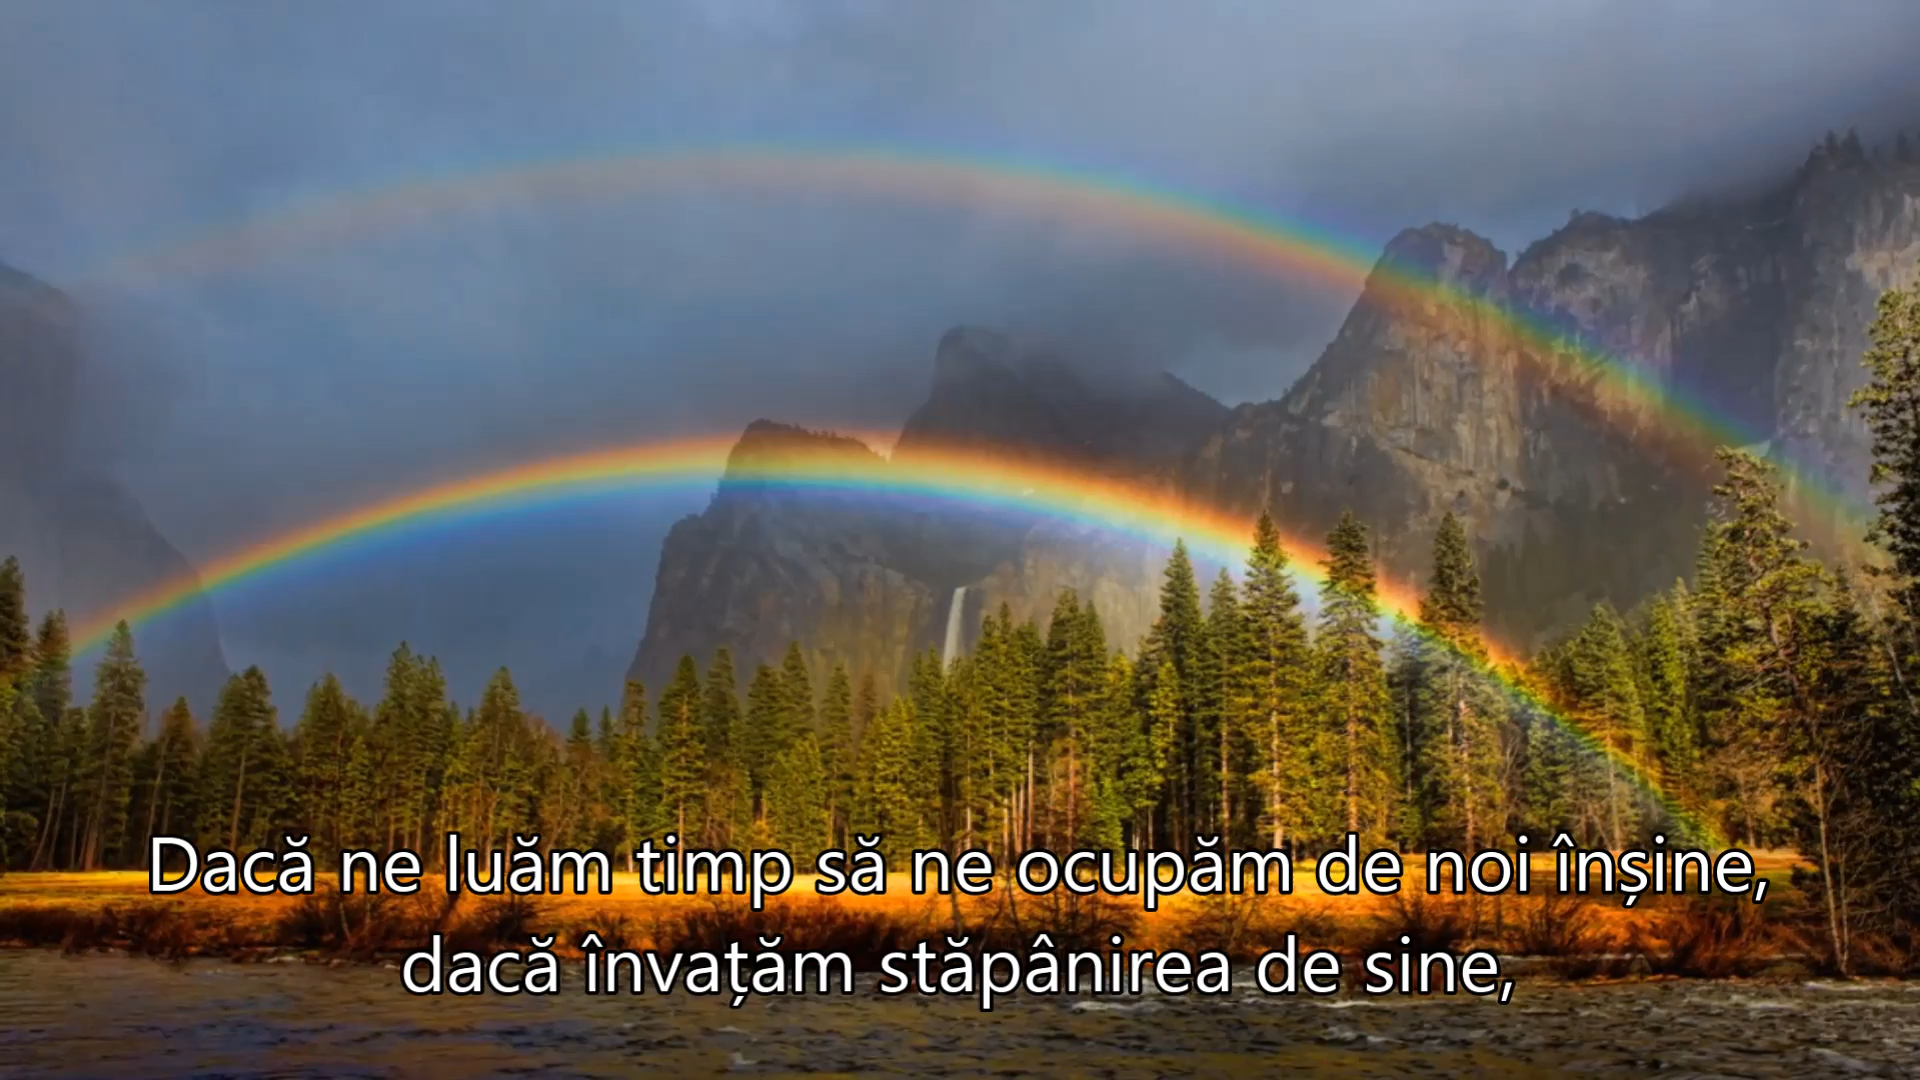 Dacă ne luăm timp să ne ocupăm de noi înșine,
dacă învațăm stăpânirea de sine,